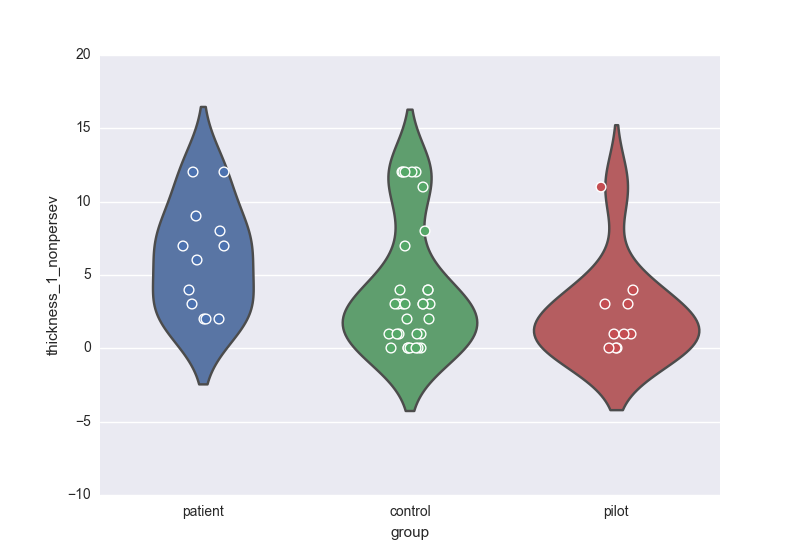 20
15
10
5
0
−5
−10
thickness_1_nonpersev
patient
control
pilot
group